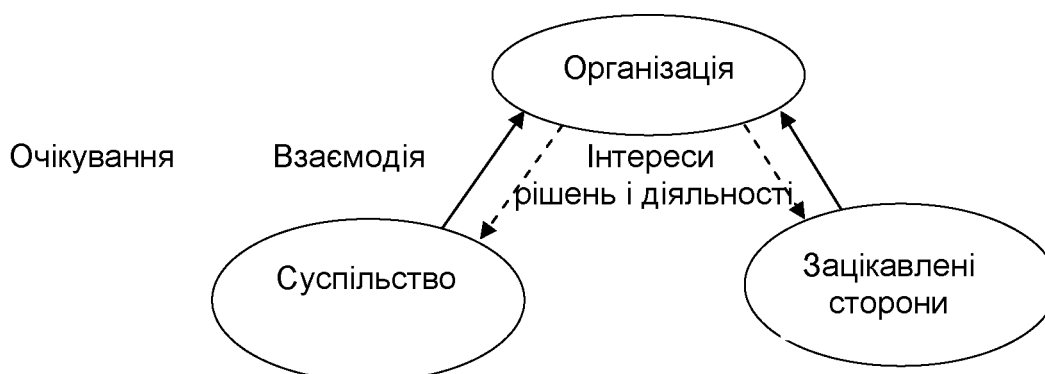 Організація
Очікування
Взаємодія
Інтереси
рішень і діяльності
Суспільство
Зацікавлені
сторони